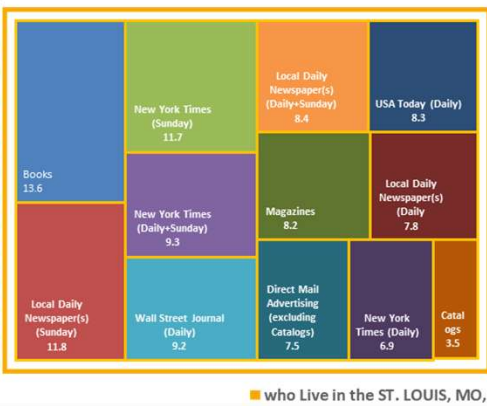 Books
13.6
Local Daily
Newspaper(s)
(Sunday)
11.8
New York Times
(Sunday)
11.7
New York Times
(Daily+Sunday)
9.3
Wall Street Journal
(Daily)
9.2
Local Daily
Newspaper(s)
(Daily+Sunday)
8.4
USA Today (Daily)
8.3
Magazines
8.2
Local Daily
Newspaper(s)
(Daily
7.8
Direct Mail
Advertising
(excluding
Catalogs)
7.5
New York
Times (Daily)
6.9
Catal
ogs
3.5
who Live in the ST. LOUIS, MO,